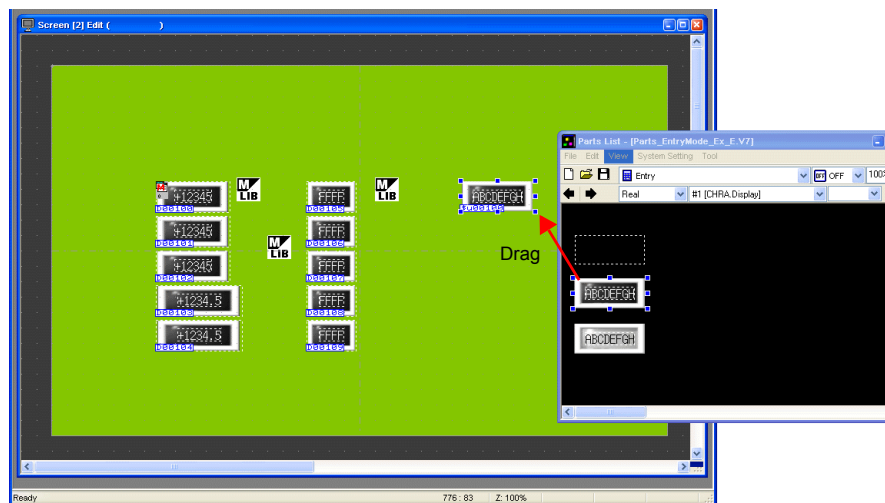 Screen [2] Edit ( )
Parts List - [Parts_EntryMode_Ex_E.V7]
File Edit View System Setting Tool
Entry
OFF OFF
Real
#1 [CHRA.Display]
+12345
D00100
M
LIB
FFFF
D00105
M
LIB
ABCDEFGH
$u00100
+12345
D00101
M
LIB
FFFF
D00106
Drag
+12345
D00102
FFFF
D00107
ABCDEFGH
+1234.5
D00103
FFFF
D00108
+1234.5
D00104
FFFF
D00109
ABCDEFGH
Ready
776 : 83
Z: 100%